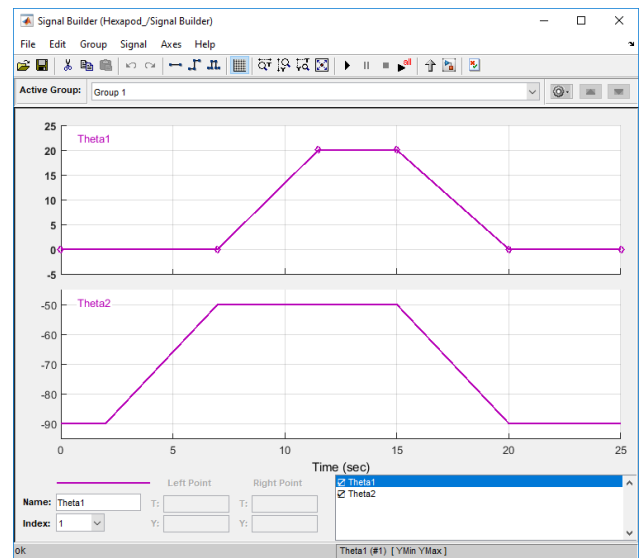 Signal Builder (Hexapod_/Signal Builder)
File Edit Group Signal Axes Help
all
Active Group: Group 1
Theta1
25
20
15
10
5
0
-5
Theta2
-50
-60
-70
-80
-90
0 5 10 15 20 25
Time (sec)
Left Point Right Point
Name: Theta1 T: T:
Index: 1 Y: Y:
Theta1
Theta2
ok Theta1 (#1) [ YMin YMax ]